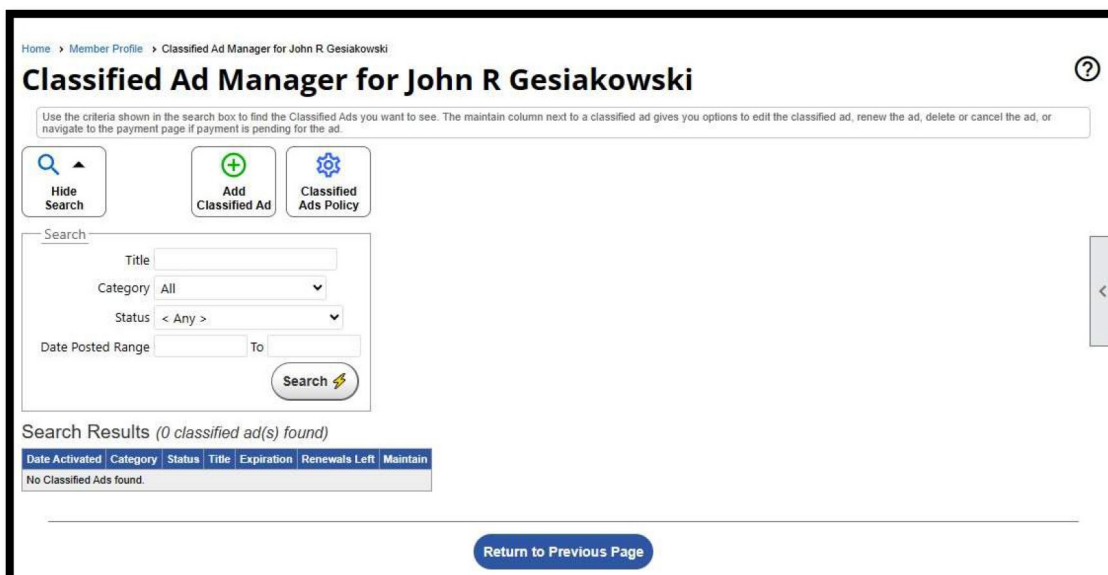 Home > Member Profile > Classified Ad Manager for John R Gesiakowski
Classified Ad Manager for John R Gesiakowski
Use the criteria shown in the search box to find the Classified Ads you want to see. The maintain column next to a classified ad gives you options to edit the classified ad, renew the ad, delete or cancel the ad, or
navigate to the payment page if payment is pending for the ad.
Hide
Search
Add
Classified Ad
Classified
Ads Policy
Search
Title
Category All
Status < Any >
Date Posted Range To
Search
Search Results (0 classified ad(s) found)
Date Activated Category Status Title Expiration Renewals Left Maintain
No Classified Ads found.
Return to Previous Page